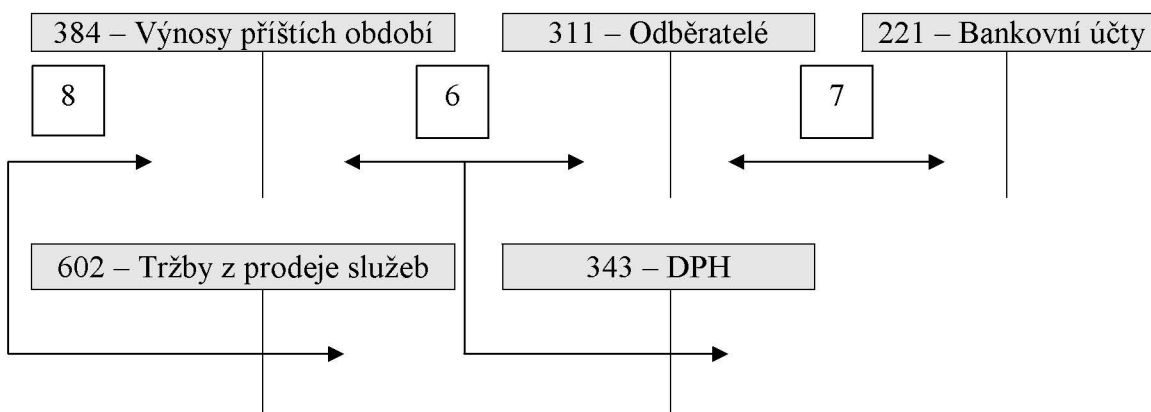 384 – Výnosy příštích období
311 – Odběratelé
221 – Bankovní účty
8
6
7
602 – Tržby z prodeje služeb
343 – DPH